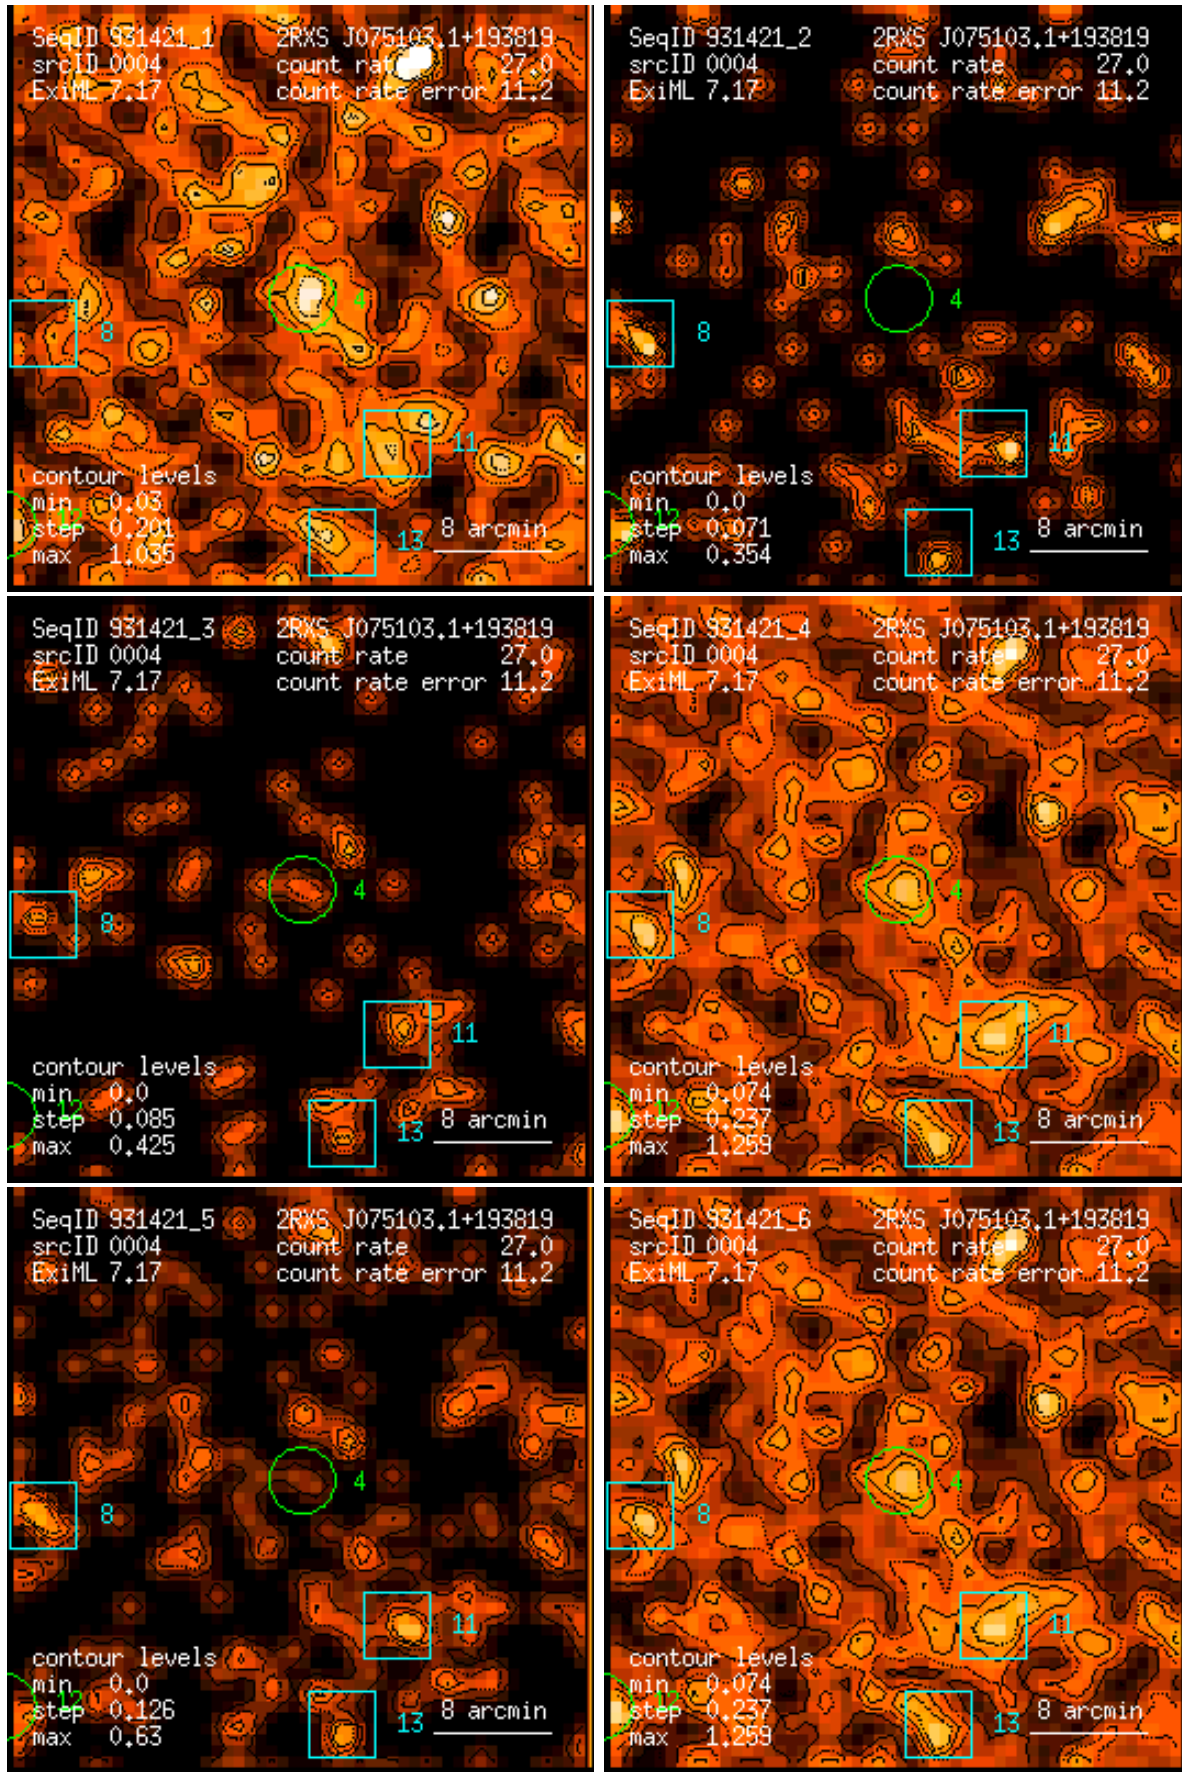 SeqID 931421_1 2RXS J075103.1+193819
srcID 0004 count rate 27.0
ExiML 7.17 count rate error 11.2
4
8
11
contour levels
min 0.03
12
step 0.201 8 arcmin
13
max 1.035
SeqID 931421_2 2RXS J075103.1+193819
srcID 0004 count rate 27.0
ExiML 7.17 count rate error 11.2
4
8
11
contour levels
min 0.0
12
step 0.071 8 arcmin
13
max 0.354
SeqID 931421_3 2RXS J075103.1+193819
srcID 0004 count rate 27.0
ExiML 7.17 count rate error 11.2
4
8
11
contour levels
min 0.0
12
step 0.085 8 arcmin
13
max 0.425
SeqID 931421_4 2RXS J075103.1+193819
srcID 0004 count rate 27.0
ExiML 7.17 count rate error 11.2
4
8
11
contour levels
min 0.074
12
step 0.237 8 arcmin
13
max 1.259
SeqID 931421_5 2RXS J075103.1+193819
srcID 0004 count rate 27.0
ExiML 7.17 count rate error 11.2
4
8
11
contour levels
min 0.0
12
step 0.126 8 arcmin
13
max 0.63
SeqID 931421_6 2RXS J075103.1+193819
srcID 0004 count rate 27.0
ExiML 7.17 count rate error 11.2
4
8
11
contour levels
min 0.074
12
step 0.237 8 arcmin
13
max 1.259